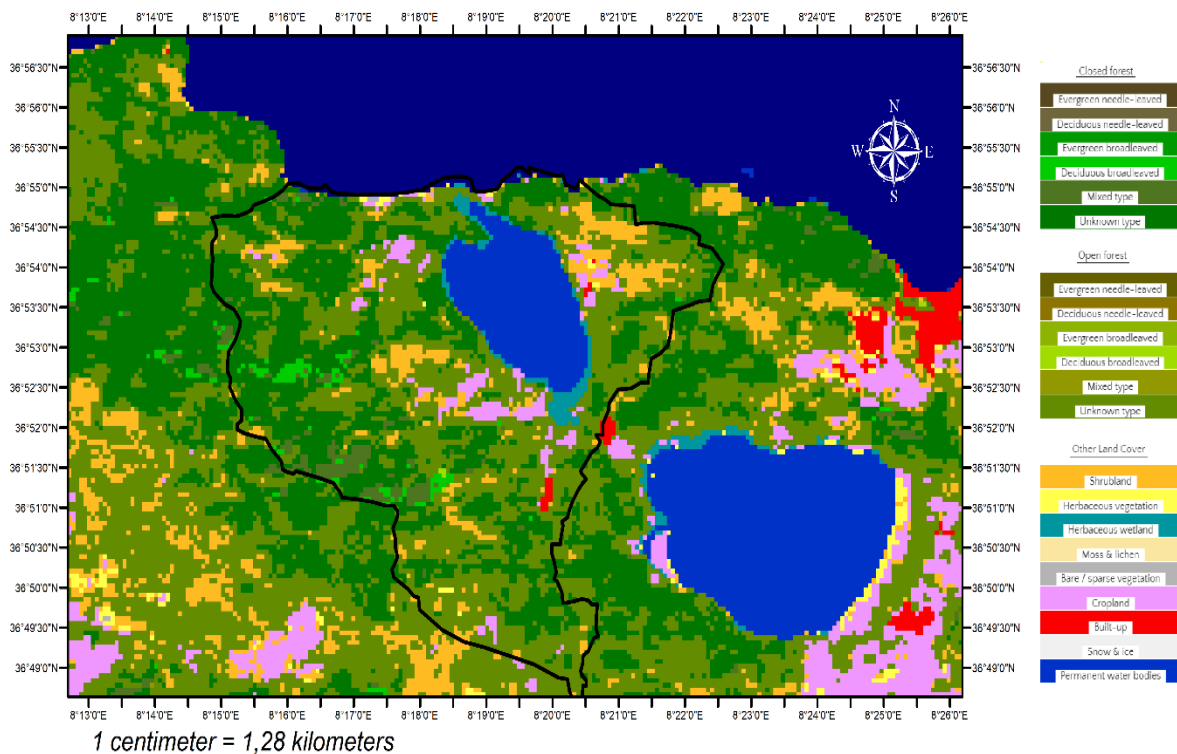 8°13'0"E 8°14'0"E 8°15'0"E 8°16'0"E 8°17'0"E 8°18'0"E 8°19'0"E 8°20'0"E 8°21'0"E 8°22'0"E 8°23'0"E 8°24'0"E 8°25'0"E 8°26'0"E
36°56'30"N 36°56'30"N
36°56'0"N 36°56'0"N
36°55'30"N 36°55'30"N
36°55'0"N 36°55'0"N
36°54'30"N 36°54'30"N
36°54'0"N 36°54'0"N
36°53'30"N 36°53'30"N
36°53'0"N 36°53'0"N
36°52'30"N 36°52'30"N
36°52'0"N 36°52'0"N
36°51'30"N 36°51'30"N
36°51'0"N 36°51'0"N
36°50'30"N 36°50'30"N
36°50'0"N 36°50'0"N
36°49'30"N 36°49'30"N
36°49'0"N 36°49'0"N
N
W E
S
8°13'0"E 8°14'0"E 8°15'0"E 8°16'0"E 8°17'0"E 8°18'0"E 8°19'0"E 8°20'0"E 8°21'0"E 8°22'0"E 8°23'0"E 8°24'0"E 8°25'0"E 8°26'0"E
1 centimeter = 1,28 kilometers
Closed forest
Evergreen needle-leaved
Deciduous needle-leaved
Evergreen broadleaved
Deciduous broadleaved
Mixed type
Unknown type
Open forest
Evergreen needle-leaved
Deciduous needle-leaved
Evergreen broadleaved
Deciduous broadleaved
Mixed type
Unknown type
Other Land Cover
Shrubland
Herbaceous vegetation
Herbaceous wetland
Moss & lichen
Bare / sparse vegetation
Cropland
Built-up
Snow & ice
Permanent water bodies